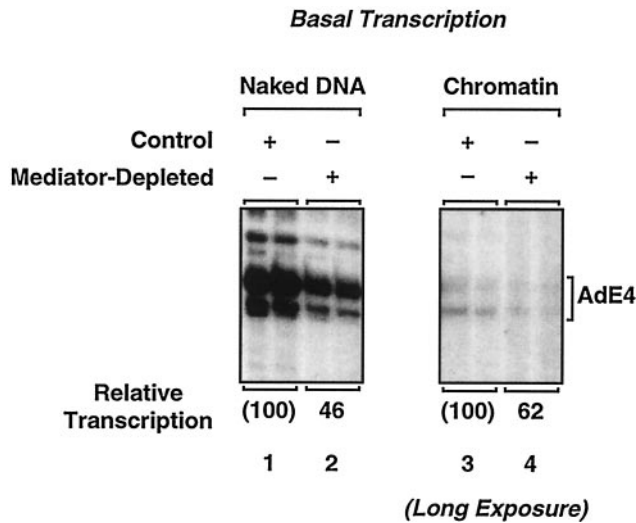 Basal Transcription
Naked DNA Chromatin
Control + – + –
Mediator-Depleted – + – +
AdE4
Relative
Transcription (100) 46 (100) 62
1 2 3 4
(Long Exposure)